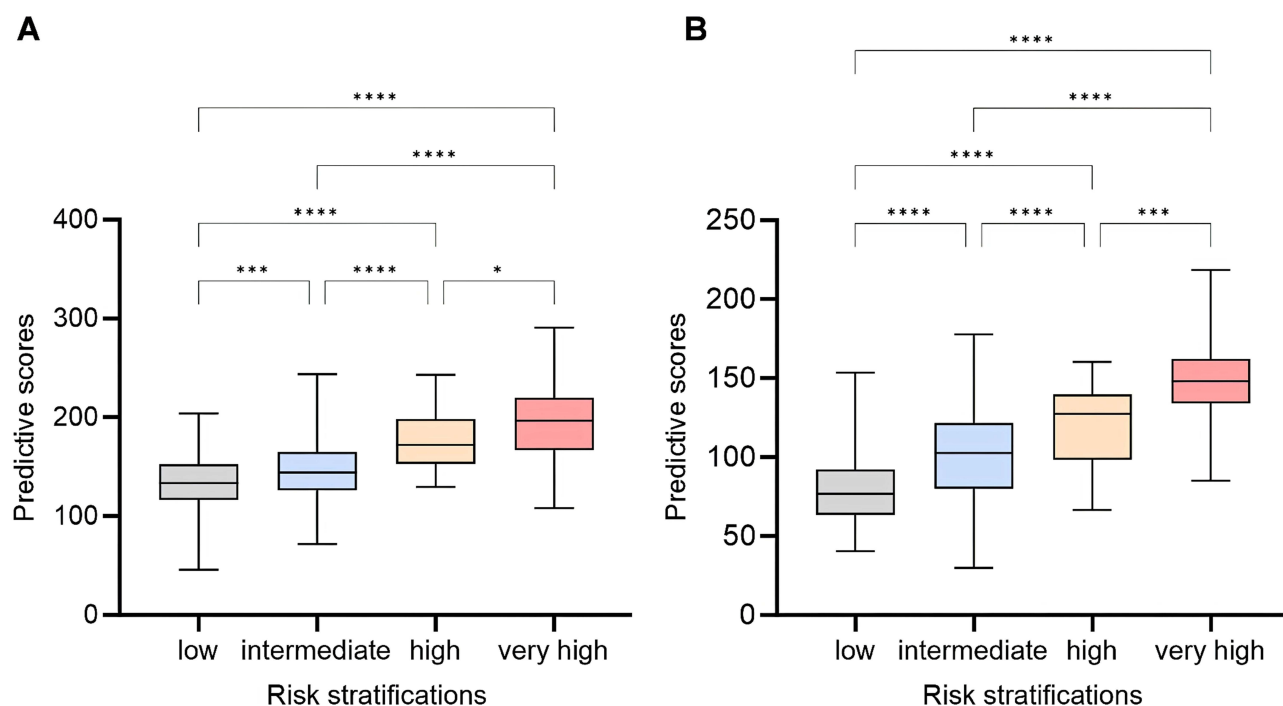 A
****
****
****
***
****
*
400
300
200
100
0
Predictive scores
low
intermediate
high
very high
Risk stratifications
B
****
****
****
****
****
***
250
200
150
100
50
0
Predictive scores
low
intermediate
high
very high
Risk stratifications